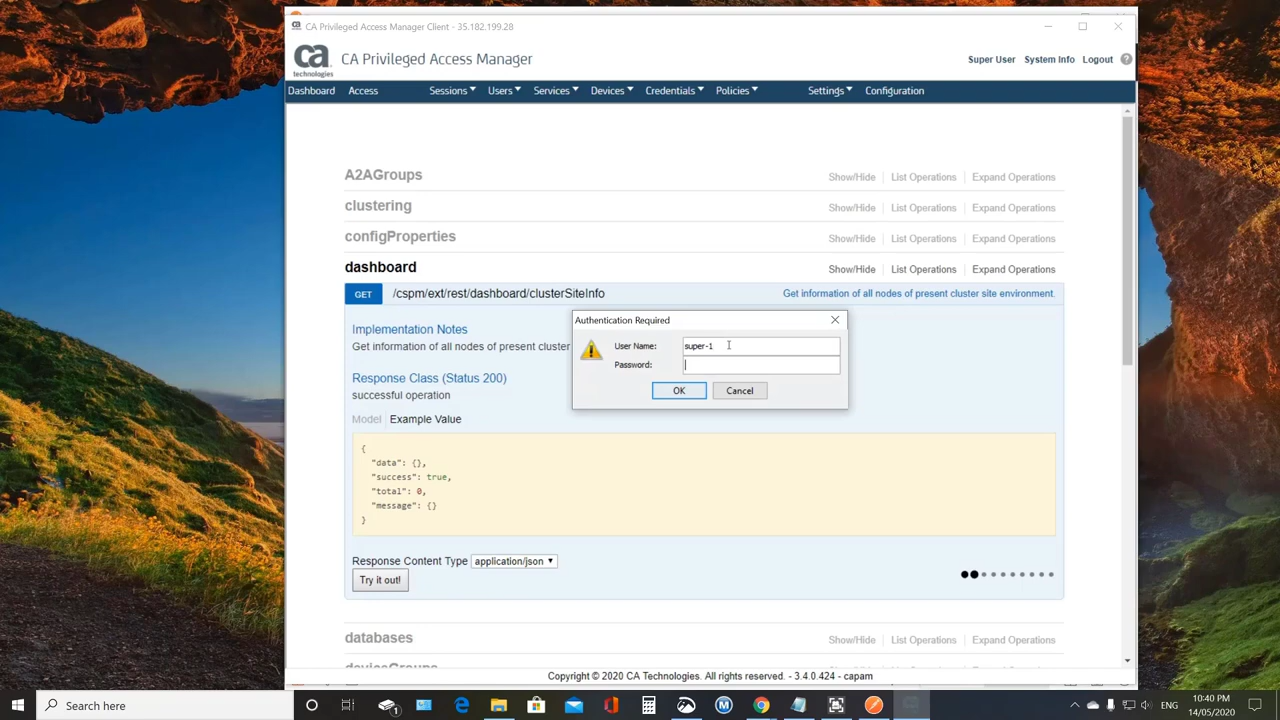 CA Privileged Access Manager Client - 35.182.199.28
ca technologies
CA Privileged Access Manager
Super User System Info Logout ?
Dashboard Access Sessions Users Services Devices Credentials Policies Settings Configuration
A2AGroups Show/Hide List Operations Expand Operations
clustering Show/Hide List Operations Expand Operations
configProperties Show/Hide List Operations Expand Operations
dashboard Show/Hide List Operations Expand Operations
GET /cspm/ext/rest/dashboard/clusterSiteInfo Get information of all nodes of present cluster site environment.
Authentication Required
User Name: super-1
Password:
OK Cancel
Implementation Notes
Get information of all nodes of present cluster
Response Class (Status 200)
successful operation
Model Example Value
{
"data": {},
"success": true,
"total": 0,
"message": {}
}
Response Content Type application/json
Try it out!
databases Show/Hide List Operations Expand Operations
deviceGroups
Copyright © 2020 CA Technologies. All rights reserved. - 3.4.0.424 - capam
Search here
10:40 PM
14/05/2020